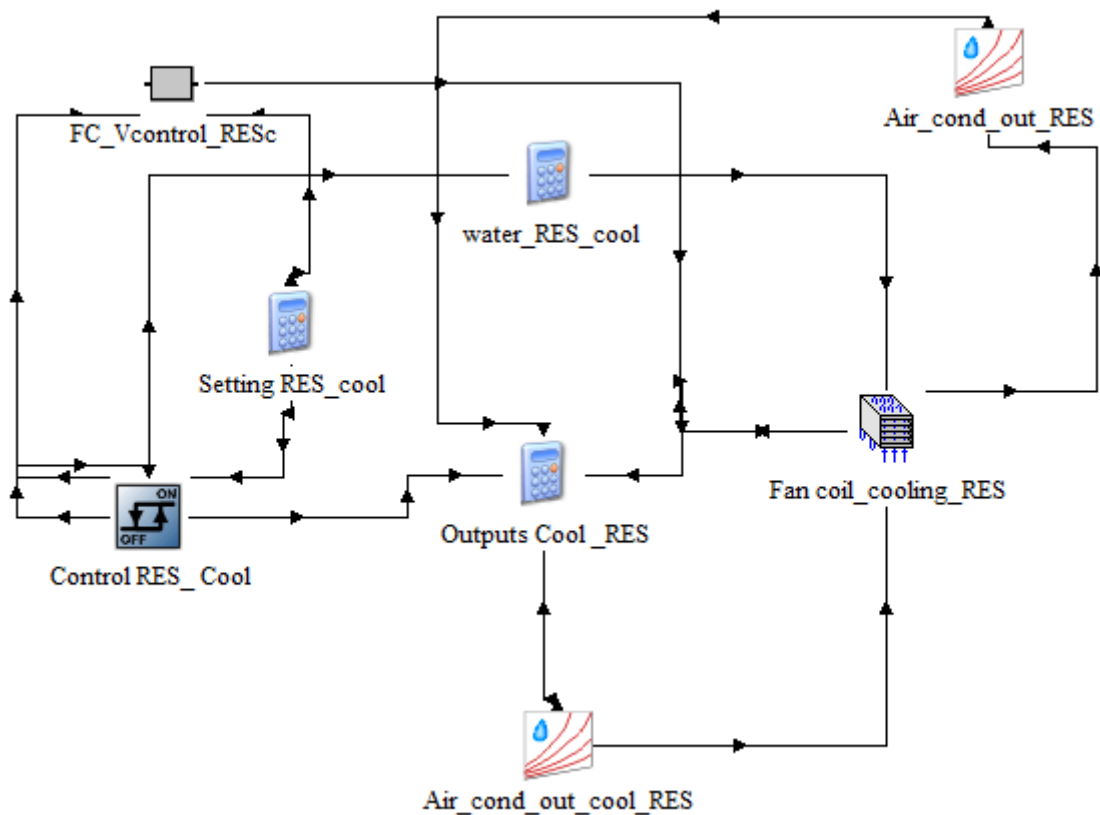 Air_cond_out_RES
FC_Vcontrol_RESc
water_RES_cool
Setting RES_cool
Fan coil_cooling_RES
ON
OFF
Outputs Cool _RES
Control RES_ Cool
Air_cond_out_cool_RES